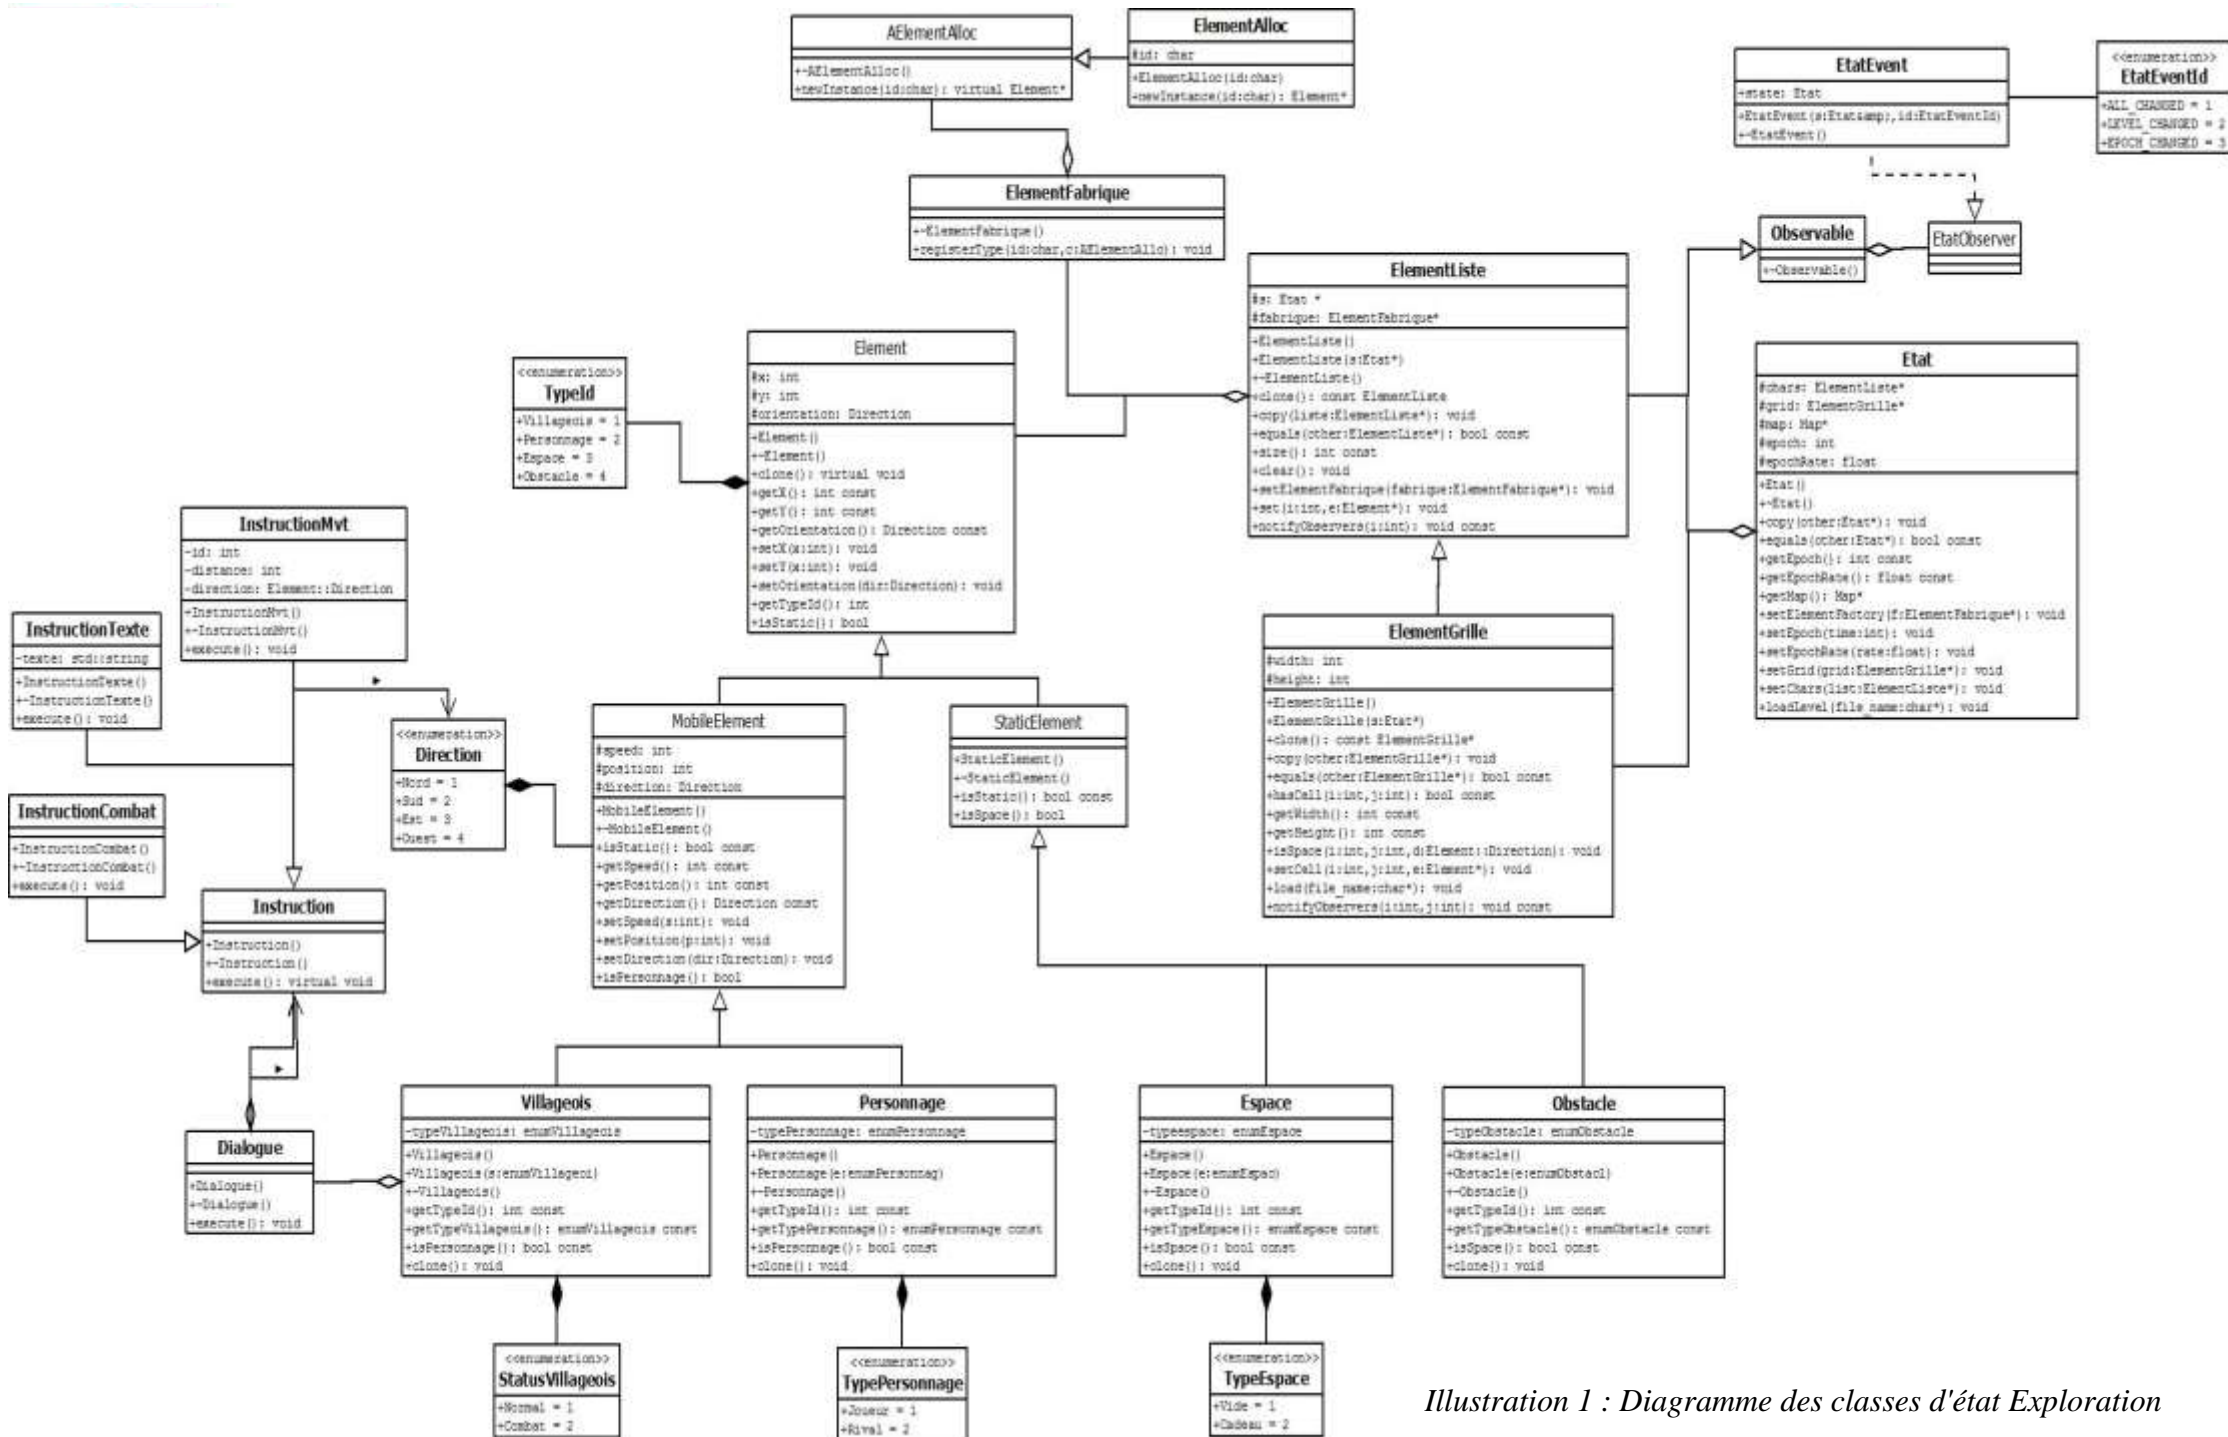 AElementAlloc
+~AElementAlloc()
+newInstance(id:char): virtual Element*
ElementAlloc
#id: char
+ElementAlloc(id:char)
+newInstance(id:char): Element*
EtatEvent
+state: Etat
+EtatEvent(s:Etat&amp;,id:EtatEventId)
+~EtatEvent()
<<enumeration>>
EtatEventId
+ALL_CHANGED = 1
+LEVEL_CHANGED = 2
+EPOCH_CHANGED = 3
ElementFabrique
+~ElementFabrique()
+registerType(id:char,c:AElementAllc): void
Observable
+~Observable()
EtatObserver
ElementListe
#s: Etat *
#fabrique: ElementFabrique*
+ElementListe()
+ElementListe(s:Etat*)
+~ElementListe()
+clone(): const ElementListe
+copy(liste:ElementListe*): void
+equals(other:ElementListe*): bool const
+size(): int const
+clear(): void
+setElementFabrique(fabrique:ElementFabrique*): void
+set(i:int,e:Element*): void
+notifyObservers(i:int): void const
Element
#x: int
#y: int
#orientation: Direction
+Element()
+~Element()
+clone(): virtual void
+getX(): int const
+getY(): int const
+getOrientation(): Direction const
+setX(x:int): void
+setY(x:int): void
+setOrientation(dir:Direction): void
+getTypeId(): int
+isStatic(): bool
<<enumeration>>
TypeId
+Villageois = 1
+Personnage = 2
+Espace = 3
+Obstacle = 4
Etat
#chars: ElementListe*
#grid: ElementGrille*
#map: Map*
#epoch: int
#epochRate: float
+Etat()
+~Etat()
+copy(other:Etat*): void
+equals(other:Etat*): bool const
+getEpoch(): int const
+getEpochRate(): float const
+getMap(): Map*
+setElementFactory(f:ElementFabrique*): void
+setEpoch(time:int): void
+setEpochRate(rate:float): void
+setGrid(grid:ElementGrille*): void
+setChars(list:ElementListe*): void
+loadLevel(file_name:char*): void
InstructionMvt
-id: int
-distance: int
-direction: Element::Direction
+InstructionMvt()
+~InstructionMvt()
+execute(): void
InstructionTexte
-texte: std::string
+InstructionTexte()
+~InstructionTexte()
+execute(): void
ElementGrille
#width: int
#height: int
+ElementGrille()
+ElementGrille(s:Etat*)
+clone(): const ElementGrille*
+copy(other:ElementGrille*): void
+equals(other:ElementGrille*): bool const
+hasCell(i:int,j:int): bool const
+getWidth(): int const
+getHeight(): int const
+isSpace(i:int,j:int,d:Element::Direction): void
+setCell(i:int,j:int,e:Element*): void
+load(file_name:char*): void
+notifyObservers(i:int,j:int): void const
MobileElement
#speed: int
#position: int
#direction: Direction
+MobileElement()
+~MobileElement()
+isStatic(): bool const
+getSpeed(): int const
+getPosition(): int const
+getDirection(): Direction const
+setSpeed(s:int): void
+setPosition(p:int): void
+setDirection(dir:Direction): void
+isPersonnage(): bool
StaticElement
+StaticElement()
+~StaticElement()
+isStatic(): bool const
+isSpace(): bool
<<enumeration>>
Direction
+Nord = 1
+Sud = 2
+Est = 3
+Ouest = 4
InstructionCombat
+InstructionCombat()
+~InstructionCombat()
+execute(): void
Instruction
+Instruction()
+~Instruction()
+execute(): virtual void
Dialogue
+Dialogue()
+~Dialogue()
+execute(): void
Villageois
-typeVillageois: enumVillageois
+Villageois()
+Villageois(s:enumVillageoi)
+~Villageois()
+getTypeId(): int const
+getTypeVillageois(): enumVillageois const
+isPersonnage(): bool const
+clone(): void
Personnage
-typePersonnage: enumPersonnage
+Personnage()
+Personnage(e:enumPersonnag)
+~Personnage()
+getTypeId(): int const
+getTypePersonnage(): enumPersonnage const
+isPersonnage(): bool const
+clone(): void
Espace
-typeespace: enumEspace
+Espace()
+Espace(e:enumEspac)
+~Espace()
+getTypeId(): int const
+getTypeEspace(): enumEspace const
+isSpace(): bool const
+clone(): void
Obstacle
-typeObstacle: enumObstacle
+Obstacle()
+Obstacle(e:enumObstacl)
+~Obstacle()
+getTypeId(): int const
+getTypeObstacle(): enumObstacle const
+isSpace(): bool const
+clone(): void
<<enumeration>>
StatusVillageois
+Normal = 1
+Combat = 2
<<enumeration>>
TypePersonnage
+Joueur = 1
+Rival = 2
<<enumeration>>
TypeEspace
+Vide = 1
+Cadeau = 2
Illustration 1 : Diagramme des classes d'état Exploration